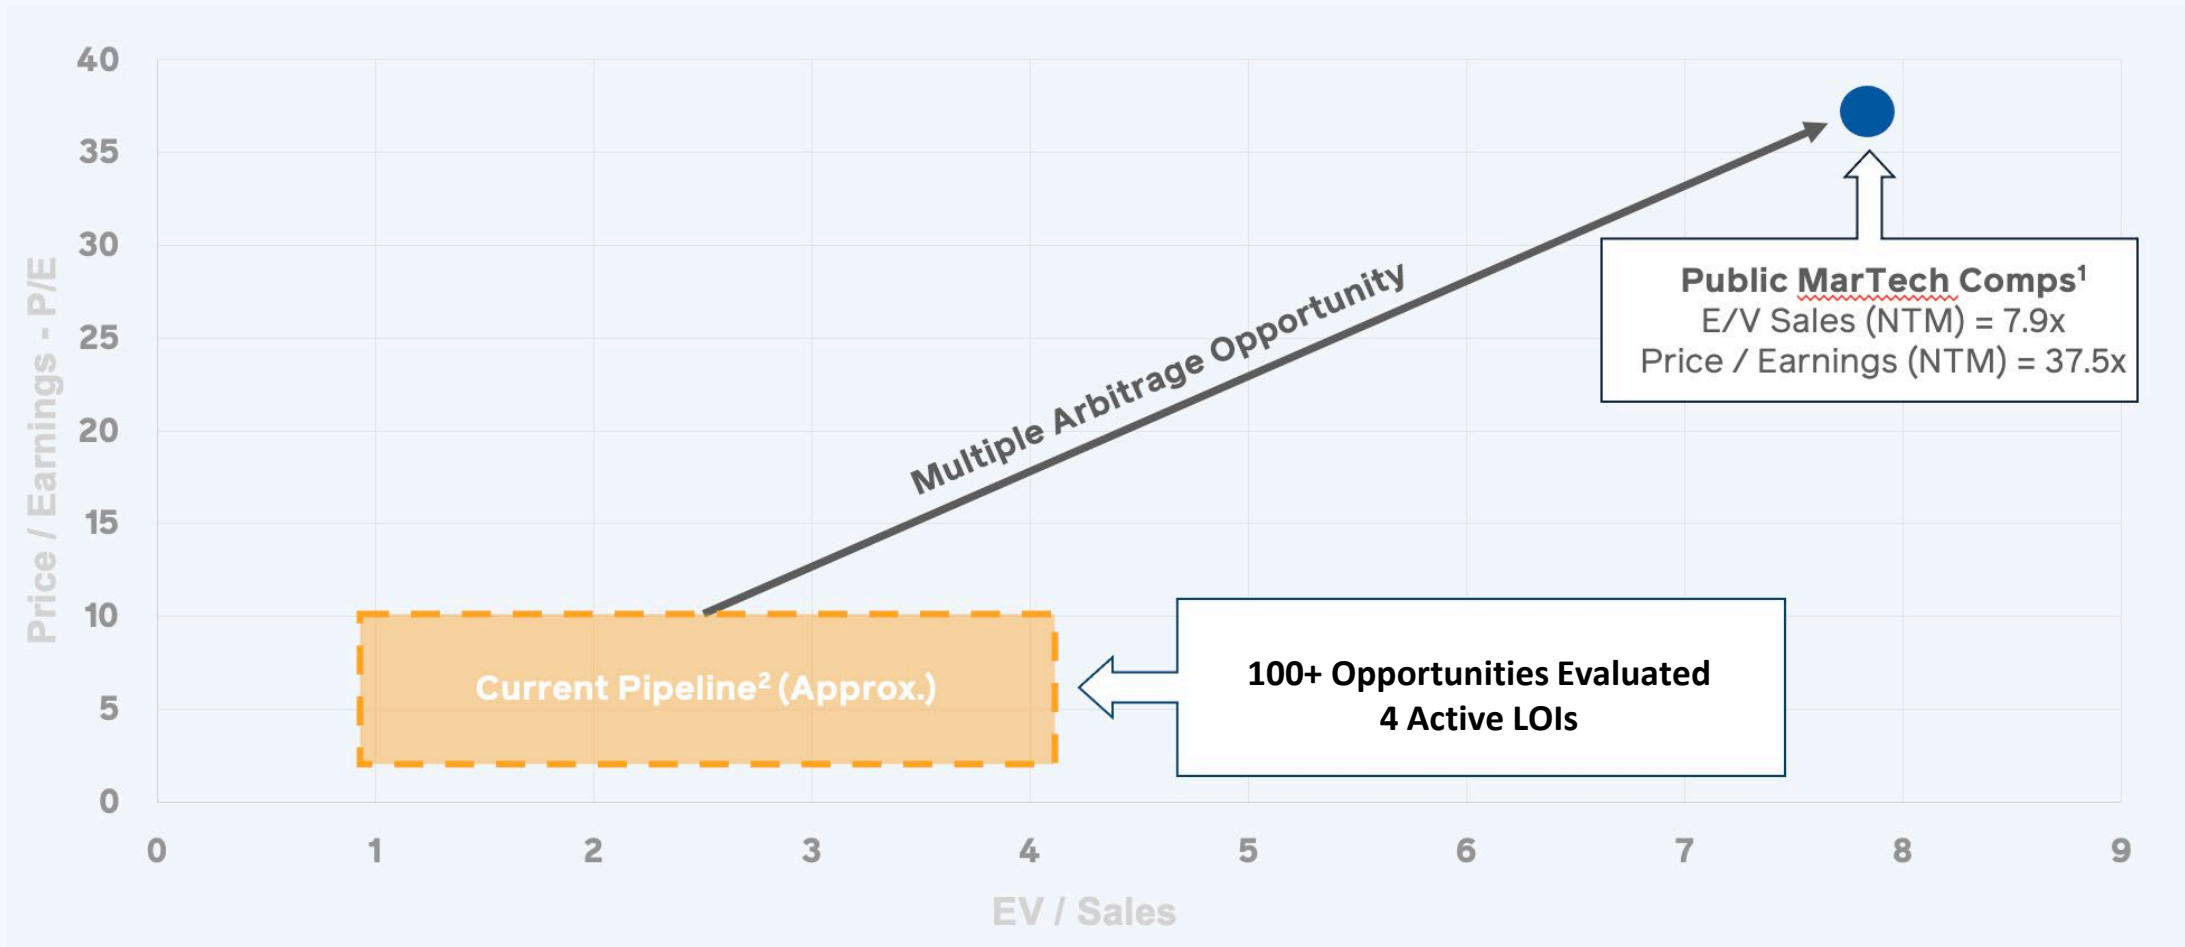 40
35
30
25
20
15
10
5
0
Price / Earnings - P/E
Multiple Arbitrage Opportunity
Public MarTech Comps¹
E/V Sales (NTM) = 7.9x
Price / Earnings (NTM) = 37.5x
Current Pipeline² (Approx.)
100+ Opportunities Evaluated
4 Active LOIs
0 1 2 3 4 5 6 7 8 9
EV / Sales